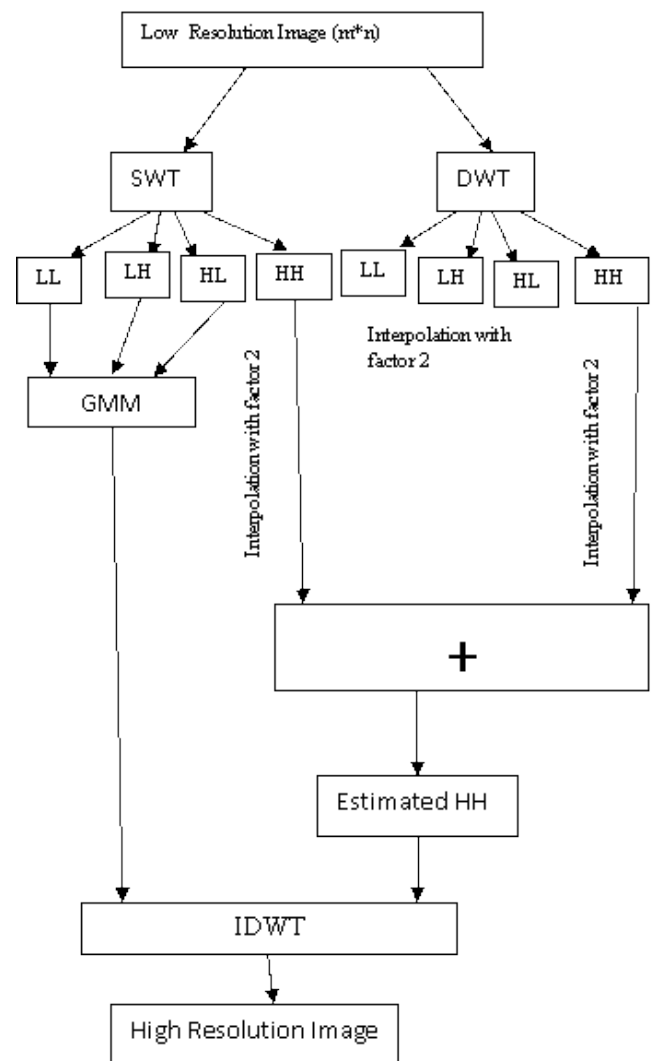 Low Resolution Image (m*n)
SWT
DWT
LL
LH
HL
HH
LL
LH
HL
HH
Interpolation with
factor 2
GMM
Interpolation with factor 2
Interpolation with factor 2
+
Estimated HH
IDWT
High Resolution Image